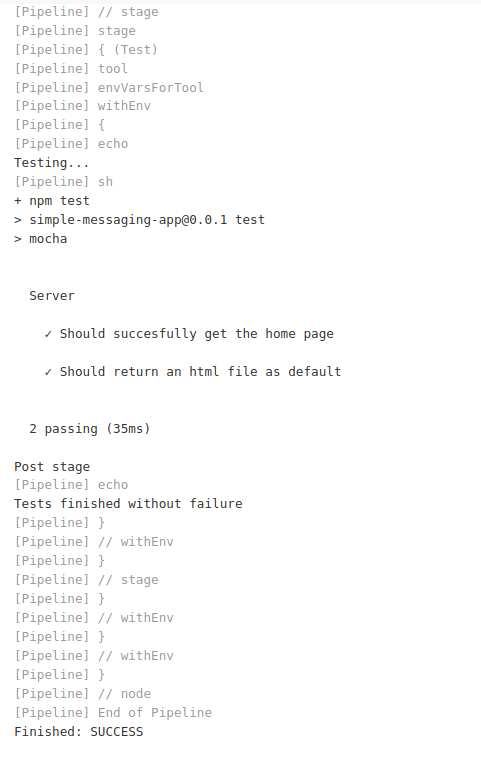 [Pipeline] // stage
[Pipeline] stage
[Pipeline] { (Test)
[Pipeline] tool
[Pipeline] envVarsForTool
[Pipeline] withEnv
[Pipeline] {
[Pipeline] echo
Testing...
[Pipeline] sh
+ npm test
> simple-messaging-app@0.0.1 test
> mocha
Server
✓ Should succesfully get the home page
✓ Should return an html file as default
2 passing (35ms)
Post stage
[Pipeline] echo
Tests finished without failure
[Pipeline] }
[Pipeline] // withEnv
[Pipeline] }
[Pipeline] // stage
[Pipeline] }
[Pipeline] // withEnv
[Pipeline] }
[Pipeline] // withEnv
[Pipeline] }
[Pipeline] // node
[Pipeline] End of Pipeline
Finished: SUCCESS